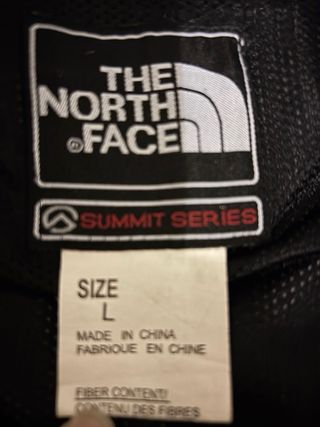 THE
NORTH
®FACE
SUMMIT SERIES
SIZE
L
MADE IN CHINA
FABRIQUE EN CHINE
FIBER CONTENT/
CONTENU DES FIBRES